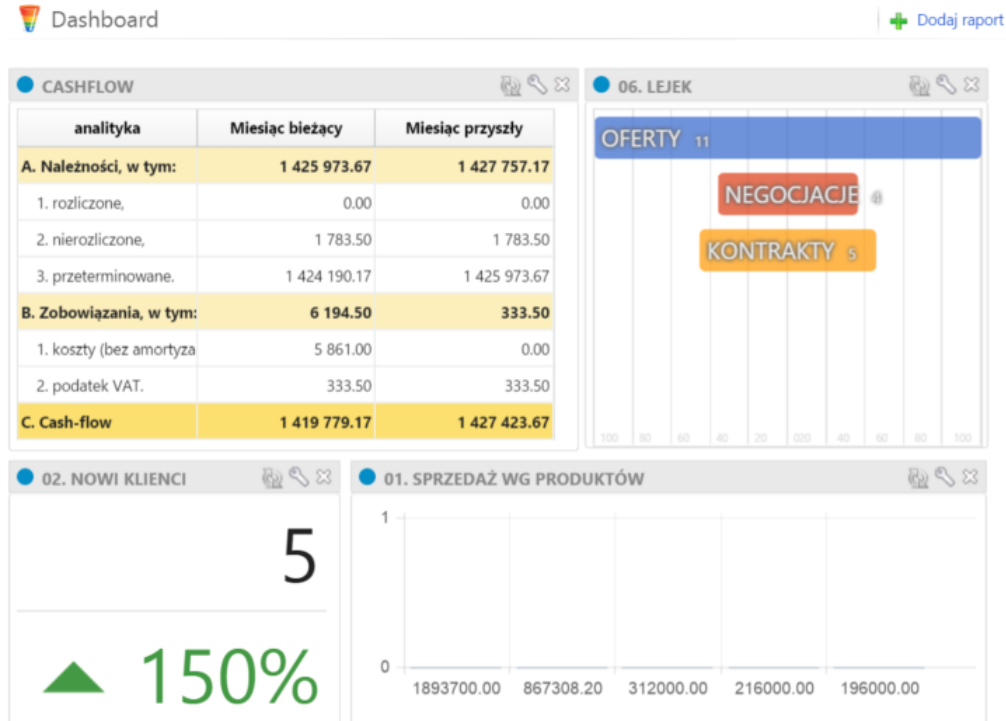 Dashboard
Dodaj raport
CASHFLOW
analityka Miesiąc bieżący Miesiąc przyszły
A. Należności, w tym: 1 425 973.67 1 427 757.17
1. rozliczone, 0.00 0.00
2. nierozliczone, 1 783.50 1 783.50
3. przeterminowane. 1 424 190.17 1 425 973.67
B. Zobowiązania, w tym: 6 194.50 333.50
1. koszty (bez amortyza 5 861.00 0.00
2. podatek VAT. 333.50 333.50
C. Cash-flow 1 419 779.17 1 427 423.67
06. LEJEK
OFERTY 11
NEGOCJACJE 4
KONTRAKTY 5
100 80 60 40 20 020 40 60 80 100
02. NOWI KLIENCI
5
150%
01. SPRZEDAŻ WG PRODUKTÓW
1
0
1893700.00 867308.20 312000.00 216000.00 196000.00